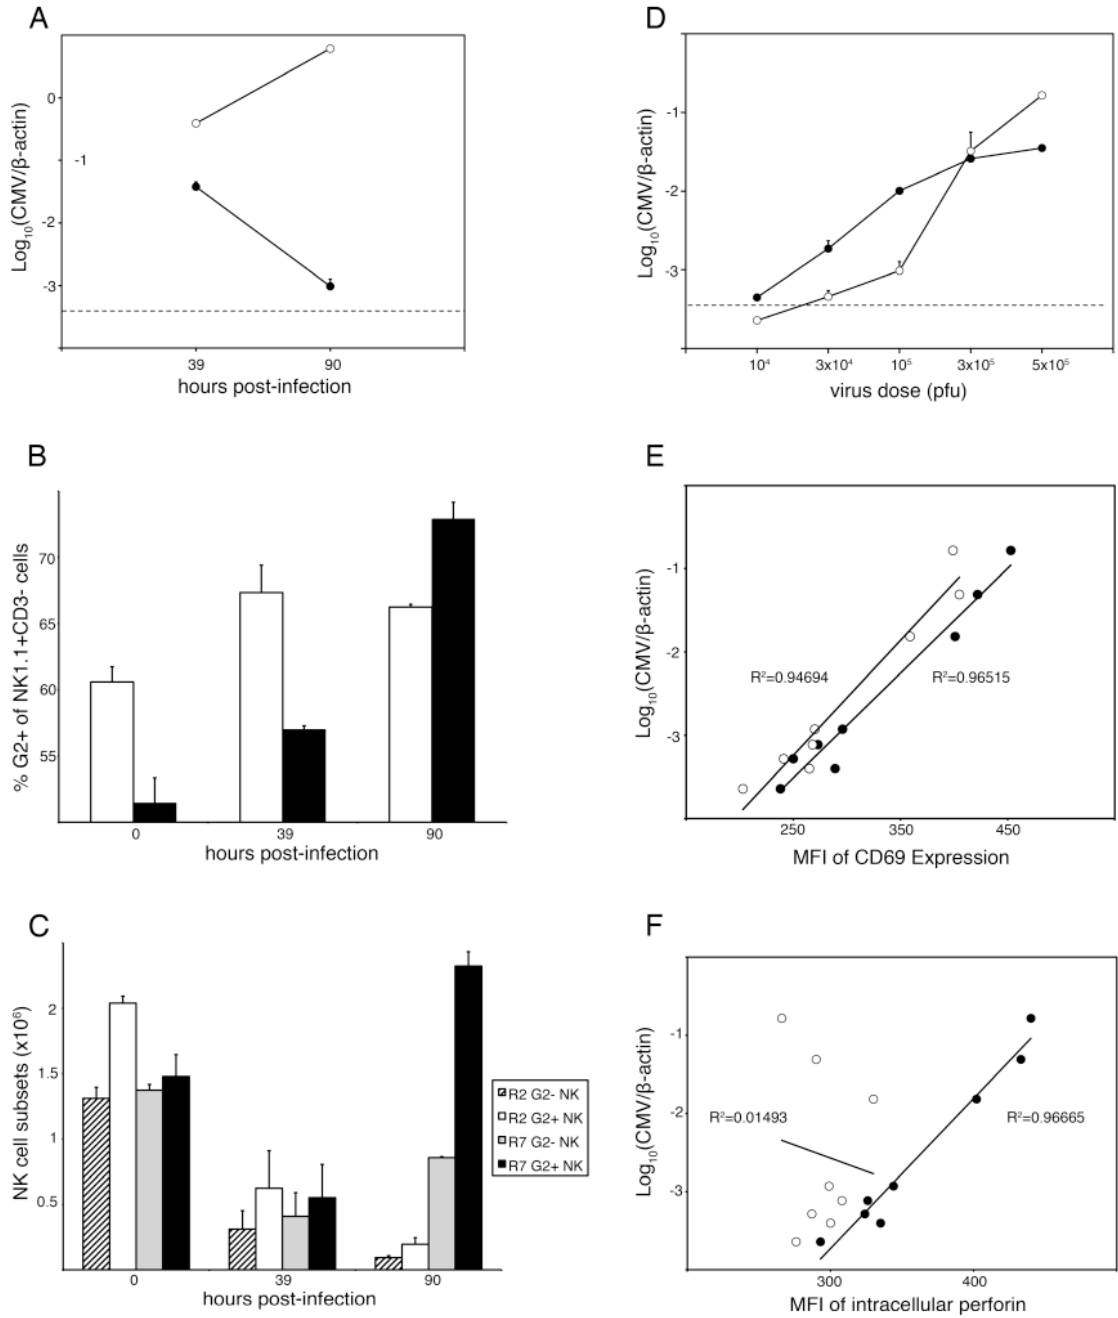 A
Log₁₀(CMV/β-actin)
0
-1
-2
-3
39
90
hours post-infection
D
Log₁₀(CMV/β-actin)
-1
-2
-3
10⁴
3x10⁴
10⁵
3x10⁵
5x10⁵
virus dose (pfu)
B
% G2+ of NK1.1+CD3- cells
70
65
60
55
0
39
90
hours post-infection
E
Log₁₀(CMV/β-actin)
-1
-2
-3
R²=0.94694
R²=0.96515
250
350
450
MFI of CD69 Expression
C
NK cell subsets (x10⁶)
2
1.5
1
0.5
R2 G2- NK
R2 G2+ NK
R7 G2- NK
R7 G2+ NK
0
39
90
hours post-infection
F
Log₁₀(CMV/β-actin)
-1
-2
-3
R²=0.01493
R²=0.96665
300
400
MFI of intracellular perforin